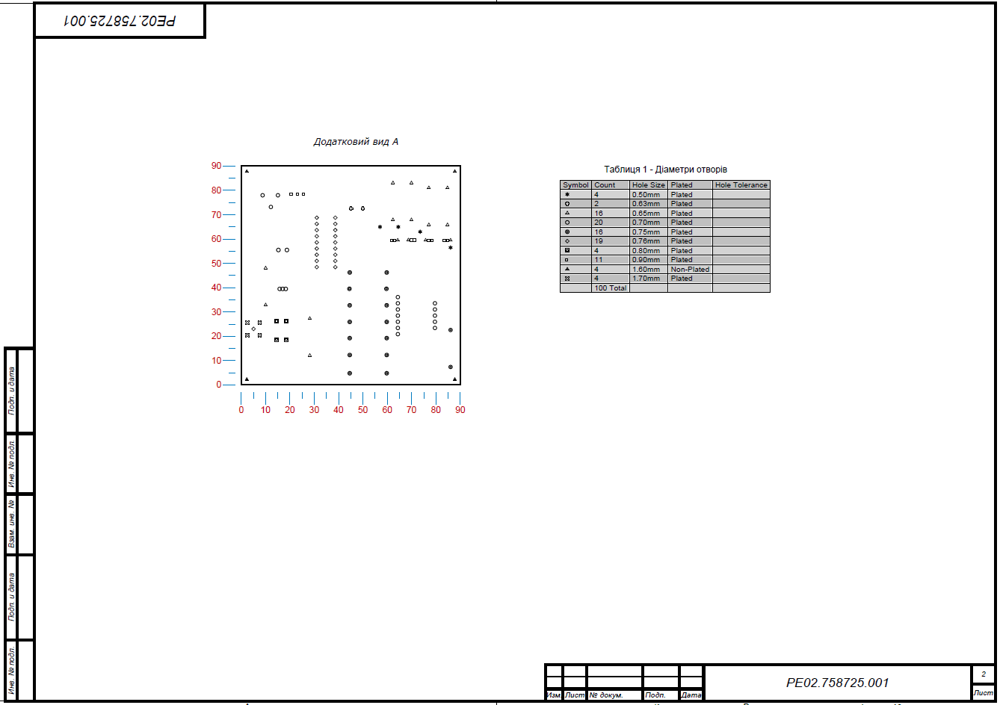 РЕ02.758725.001
Додатковий вид А
Таблиця 1 - Діаметри отворів
Symbol Count Hole Size Plated Hole Tolerance
4 0.50mm Plated
2 0.63mm Plated
16 0.65mm Plated
20 0.70mm Plated
16 0.75mm Plated
19 0.76mm Plated
4 0.80mm Plated
11 0.90mm Plated
4 1.60mm Non-Plated
4 1.70mm Plated
100 Total
90
80
70
60
50
40
30
20
10
0
0 10 20 30 40 50 60 70 80 90
Подп. и дата
Инв. № подл.
Взам. инв. №
Подп. и дата
Инв. № подл.
Изм. Лист № докум. Подп. Дата
РЕ02.758725.001
2
Лист